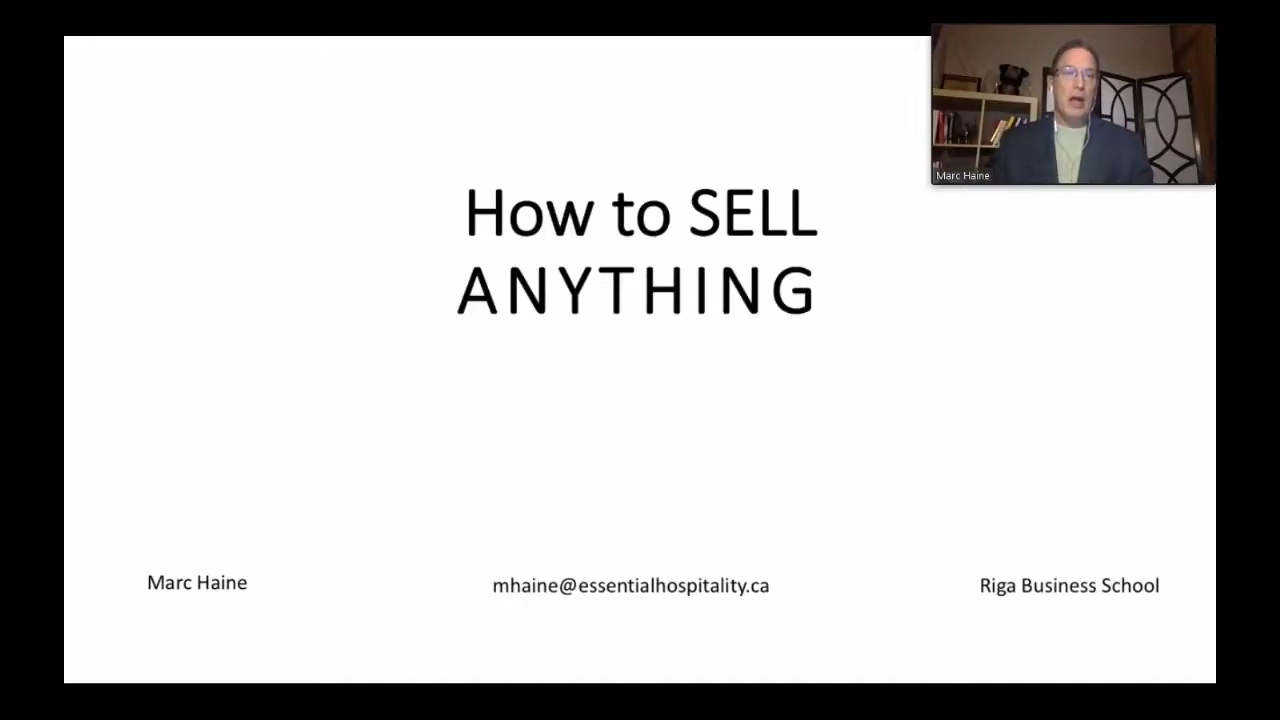 Marc Haine
How to SELL
ANYTHING
Marc Haine
mhaine@essentialhospitality.ca
Riga Business School